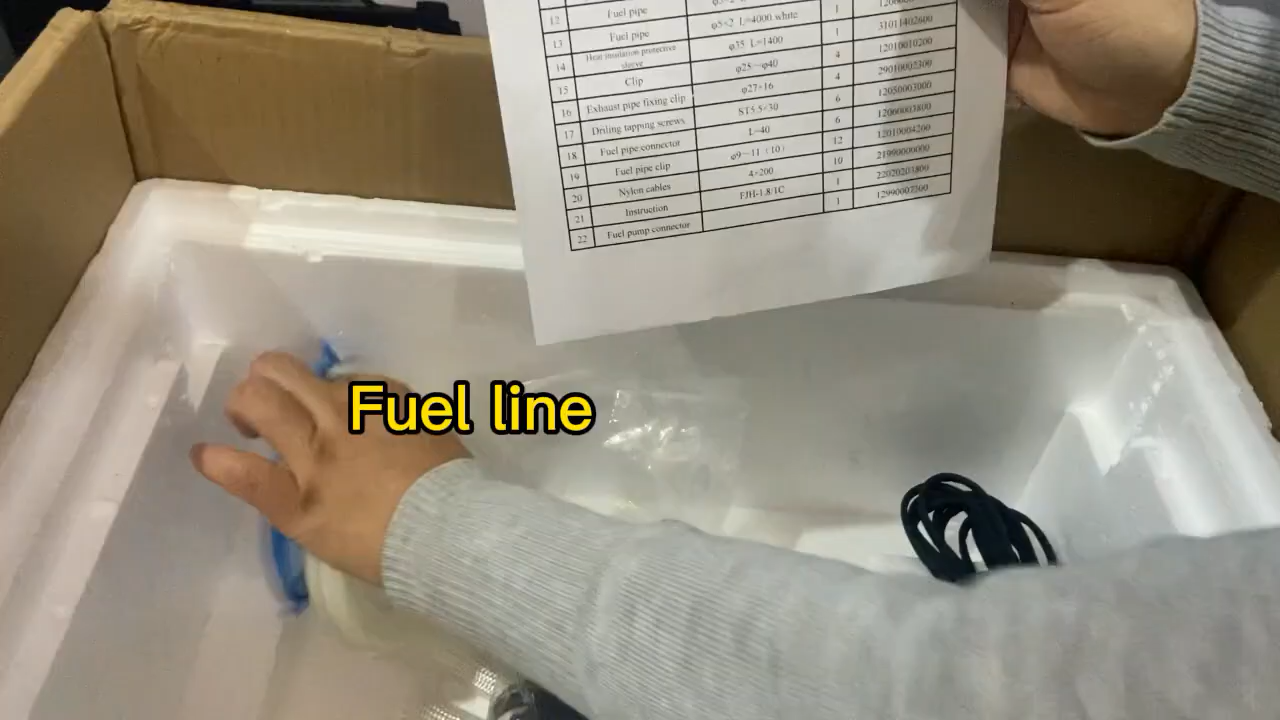 12 Fuel pipe
13 Fuel pipe φ5×2 L=4000 white 1
14 Heat insulation protective sleeve φ35 L=1400 1 31011402600
15 Clip φ25—φ40 4 12010010200
16 Exhaust pipe fixing clip φ27×16 4 29010002300
17 Driling tapping screws ST5.5×30 6 12050003000
18 Fuel pipe connector L=40 6 12060003800
19 Fuel pipe clip φ9—11（10） 12 12010004200
20 Nylon cables 4×200 10 21990000000
21 Instruction FJH-1.8/1C 1 22020203800
22 Fuel pump connector 1
Fuel line